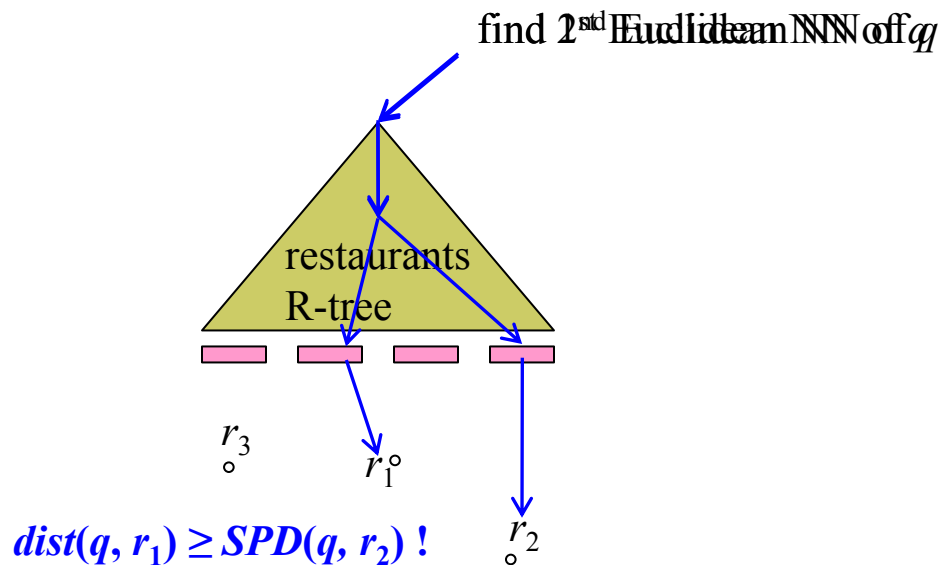 find Euclidean NN of q
restaurants
R-tree
r₃
r₁
r₂
dist(q, r₁) ≥ SPD(q, r₂) !